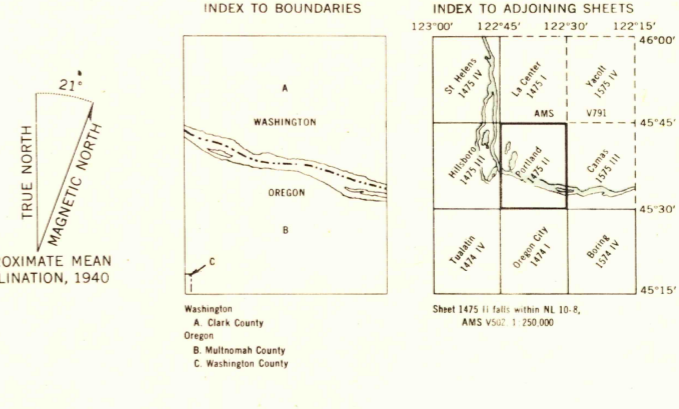 21°
TRUE NORTH
MAGNETIC NORTH
OXIMATE MEAN
LINATION, 1940
INDEX TO BOUNDARIES
A
WASHINGTON
OREGON
B
C
Washington
A. Clark County
Oregon
B. Multnomah County
C. Washington County
INDEX TO ADJOINING SHEETS
123°00′ 122°45′ 122°30′ 122°15′
46°00′
St Helens
1475 IV
La Center
1475 I
Yacolt
1575 IV
AMS V791
45°45′
Hillsboro
1475 III
Portland
1475 II
Camas
1575 III
45°30′
Tualatin
1474 IV
Oregon City
1474 I
Boring
1574 IV
45°15′
Sheet 1475 II falls within NL 10-8,
AMS V502, 1:250,000